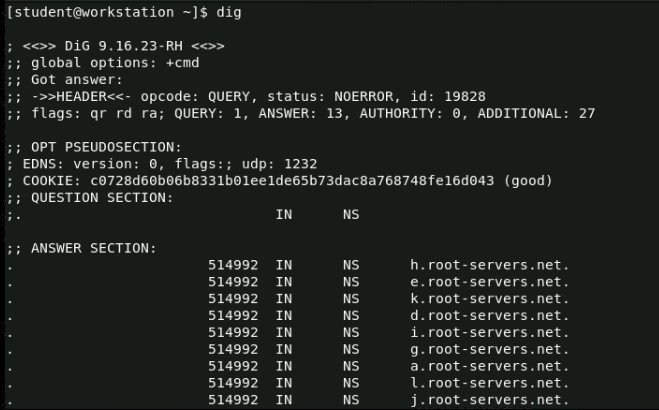 [student@workstation ~]$ dig
; <<>> DiG 9.16.23-RH <<>>
;; global options: +cmd
;; Got answer:
;; ->>HEADER<<- opcode: QUERY, status: NOERROR, id: 19828
;; flags: qr rd ra; QUERY: 1, ANSWER: 13, AUTHORITY: 0, ADDITIONAL: 27
;; OPT PSEUDOSECTION:
; EDNS: version: 0, flags:; udp: 1232
; COOKIE: c0728d60b06b8331b01ee1de65b73dac8a768748fe16d043 (good)
;; QUESTION SECTION:
;. IN NS
;; ANSWER SECTION:
. 514992 IN NS h.root-servers.net.
. 514992 IN NS e.root-servers.net.
. 514992 IN NS k.root-servers.net.
. 514992 IN NS d.root-servers.net.
. 514992 IN NS i.root-servers.net.
. 514992 IN NS g.root-servers.net.
. 514992 IN NS a.root-servers.net.
. 514992 IN NS l.root-servers.net.
. 514992 IN NS j.root-servers.net.